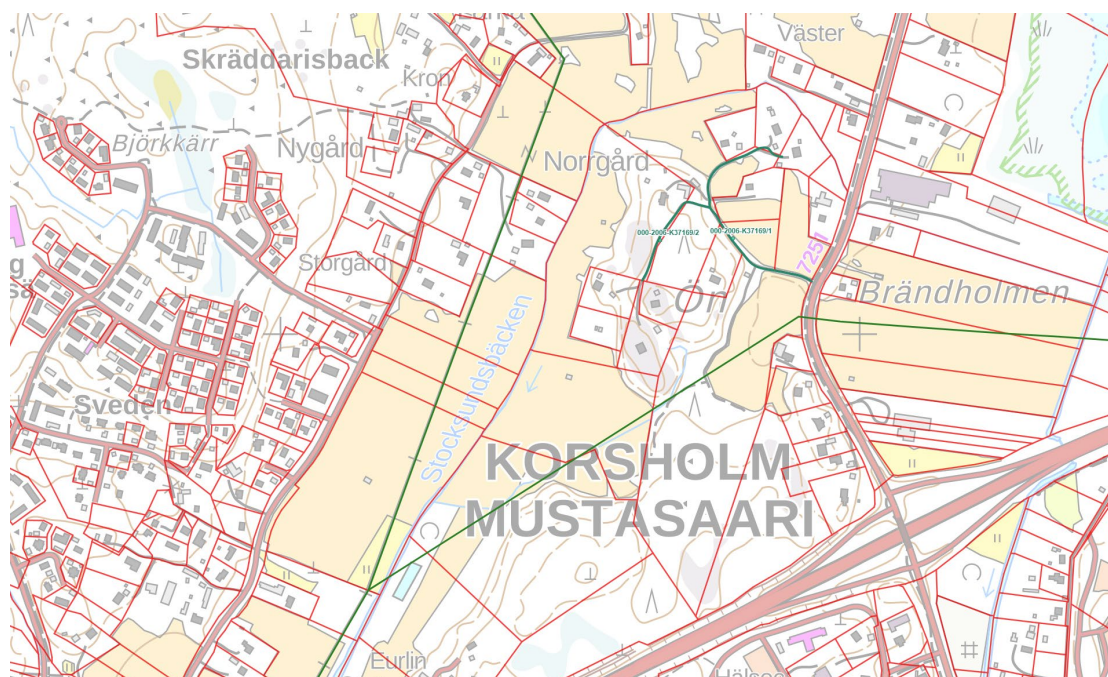 Väster
Skräddarisback
Kron
Björkkärr
Nygård
Norrgård
000-2006-K37169/2
000-2006-K37169/1
7251
Storgård
Ön
Brändholmen
Stocksundsbäcken
Sveden
KORSHOLM
MUSTASAARI
Eurlin